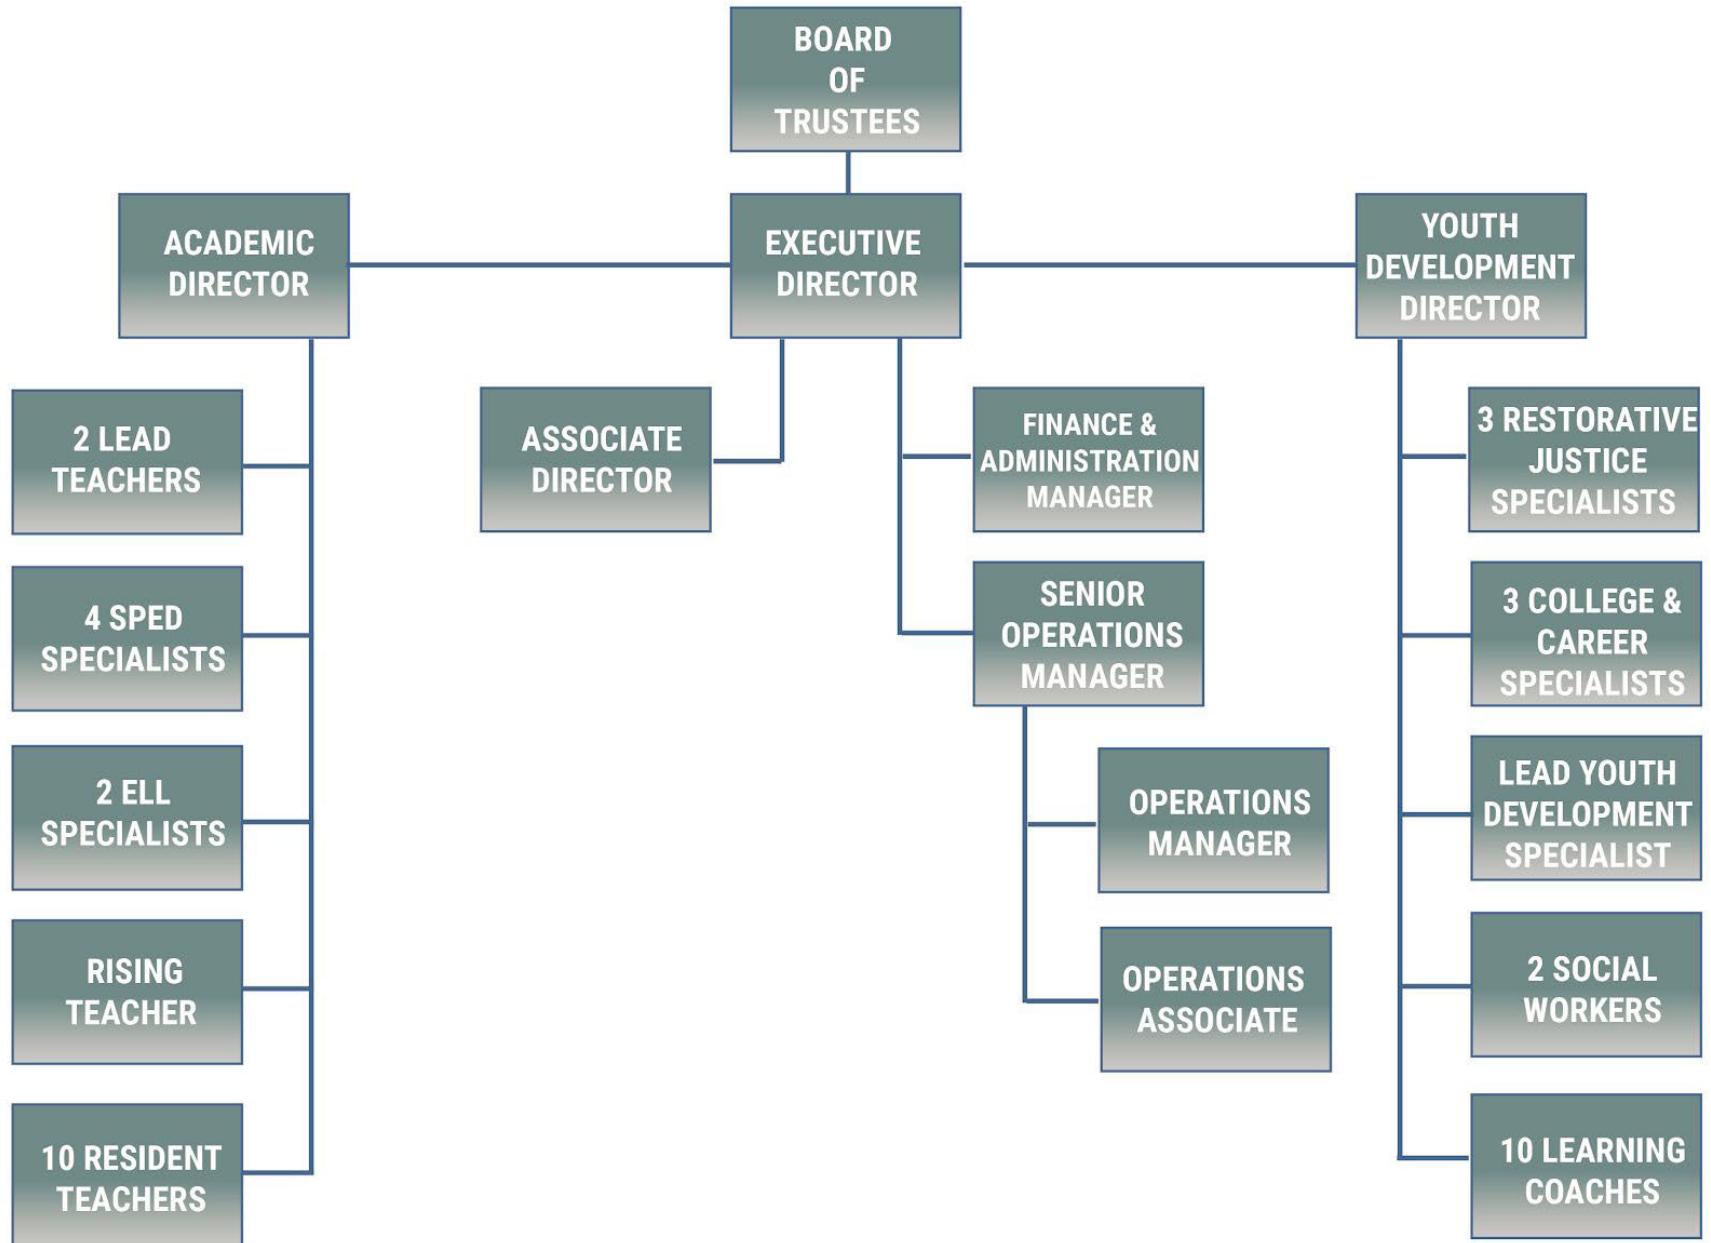 BOARD
OF
TRUSTEES
ACADEMIC
DIRECTOR
EXECUTIVE
DIRECTOR
YOUTH
DEVELOPMENT
DIRECTOR
2 LEAD
TEACHERS
4 SPED
SPECIALISTS
2 ELL
SPECIALISTS
RISING
TEACHER
10 RESIDENT
TEACHERS
ASSOCIATE
DIRECTOR
FINANCE &
ADMINISTRATION
MANAGER
SENIOR
OPERATIONS
MANAGER
OPERATIONS
MANAGER
OPERATIONS
ASSOCIATE
3 RESTORATIVE
JUSTICE
SPECIALISTS
3 COLLEGE &
CAREER
SPECIALISTS
LEAD YOUTH
DEVELOPMENT
SPECIALIST
2 SOCIAL
WORKERS
10 LEARNING
COACHES